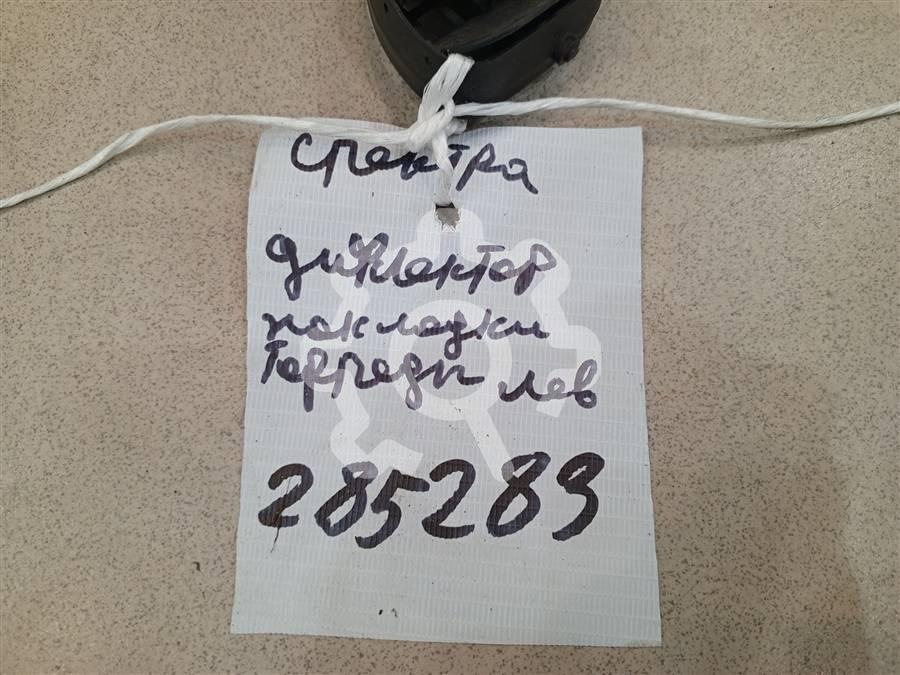 спектра
дифлектор
накладки
Торпеды лев
285289